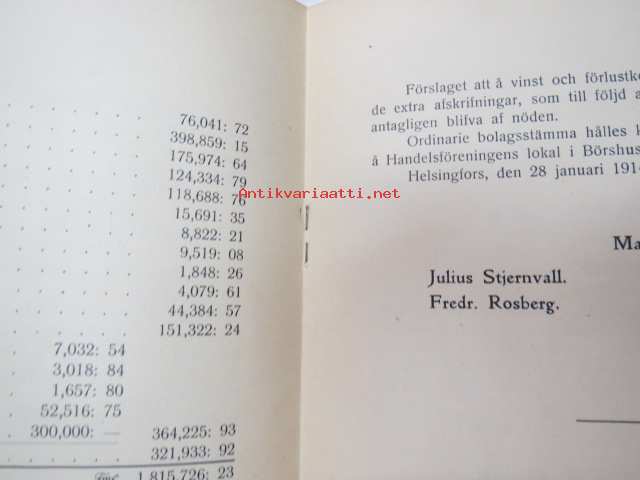 76,041: 72
398,859: 15
175,974: 64
124,334: 79
118,688: 76
15,691: 35
8,822: 21
9,519: 08
1,848: 26
4,079: 61
44,384: 57
151,322: 24
7,032: 54
3,018: 84
1,657: 80
52,516: 75
300,000: — 364,225: 93
321,933: 92
Fmc 1,815,726: 23
Förslaget att å vinst och förlustko
de extra afskrifningar, som till följd a
antagligen blifva af nöden.
Ordinarie bolagsstämma hålles k
å Handelsföreningens lokal i Börshus
Helsingfors, den 28 januari 191
Ma
Julius Stjernvall.
Fredr. Rosberg.
Antikvariaatti.net